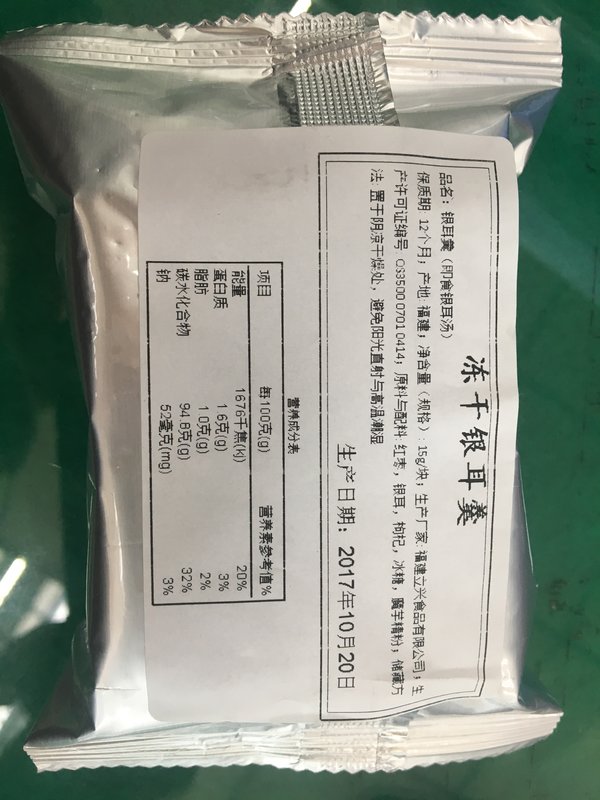 冻干银耳羹
品名：银耳羹（即食银耳汤）
保质期：12个月；产地：福建；净含量（规格）：15g/块；生产厂家：福建立兴食品有限公司；生
产许可证编号：QS3500 0701 0414；原料与配料：红枣，银耳，枸杞，冰糖，魔芋精粉；储藏方
法：置于阴凉干燥处，避免阳光直射与高温潮湿
生产日期：2017年10月20日
营养成分表
项目 每100克(g) 营养素参考值%
能量 1676千焦(kj) 20%
蛋白质 1.6克(g) 3%
脂肪 1.0克(g) 2%
碳水化合物 94.8克(g) 32%
钠 52毫克(mg) 3%